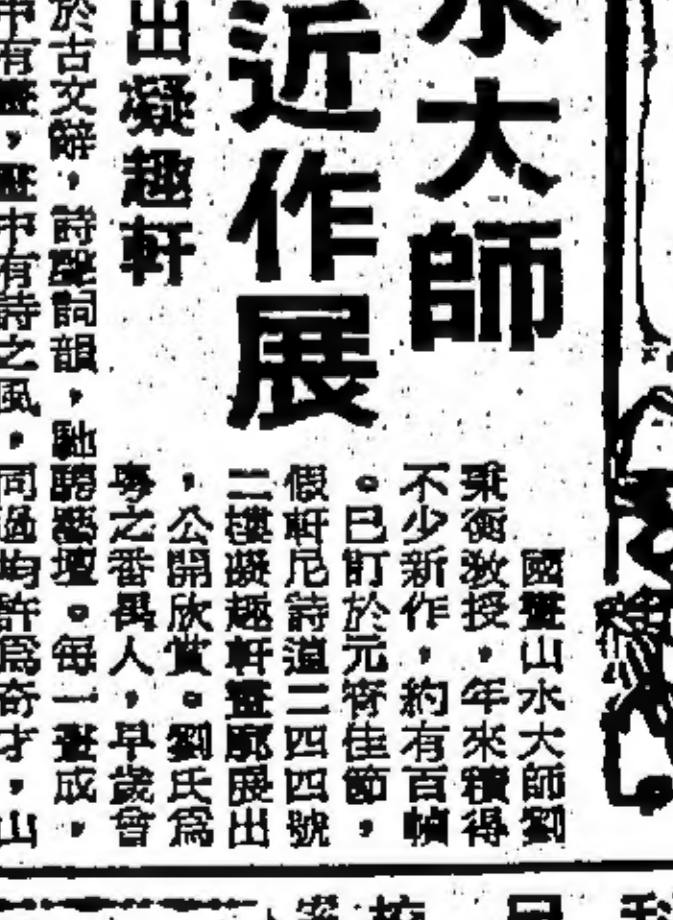 水大師
近作展
出凝趣軒
國畫山水大師劉
秉衡教授，年來積得
不少新作，約有百幀
。已訂於元宵佳節，
假軒尼詩道二四四號
二樓凝趣軒畫廊展出
，公開欣賞。劉氏為
粵之番禺人，早歲曾
於古文辭，詩聲詞韻，馳騁藝壇。每一畫成，
中有畫，畫中有詩之風，同過均許為奇才，山